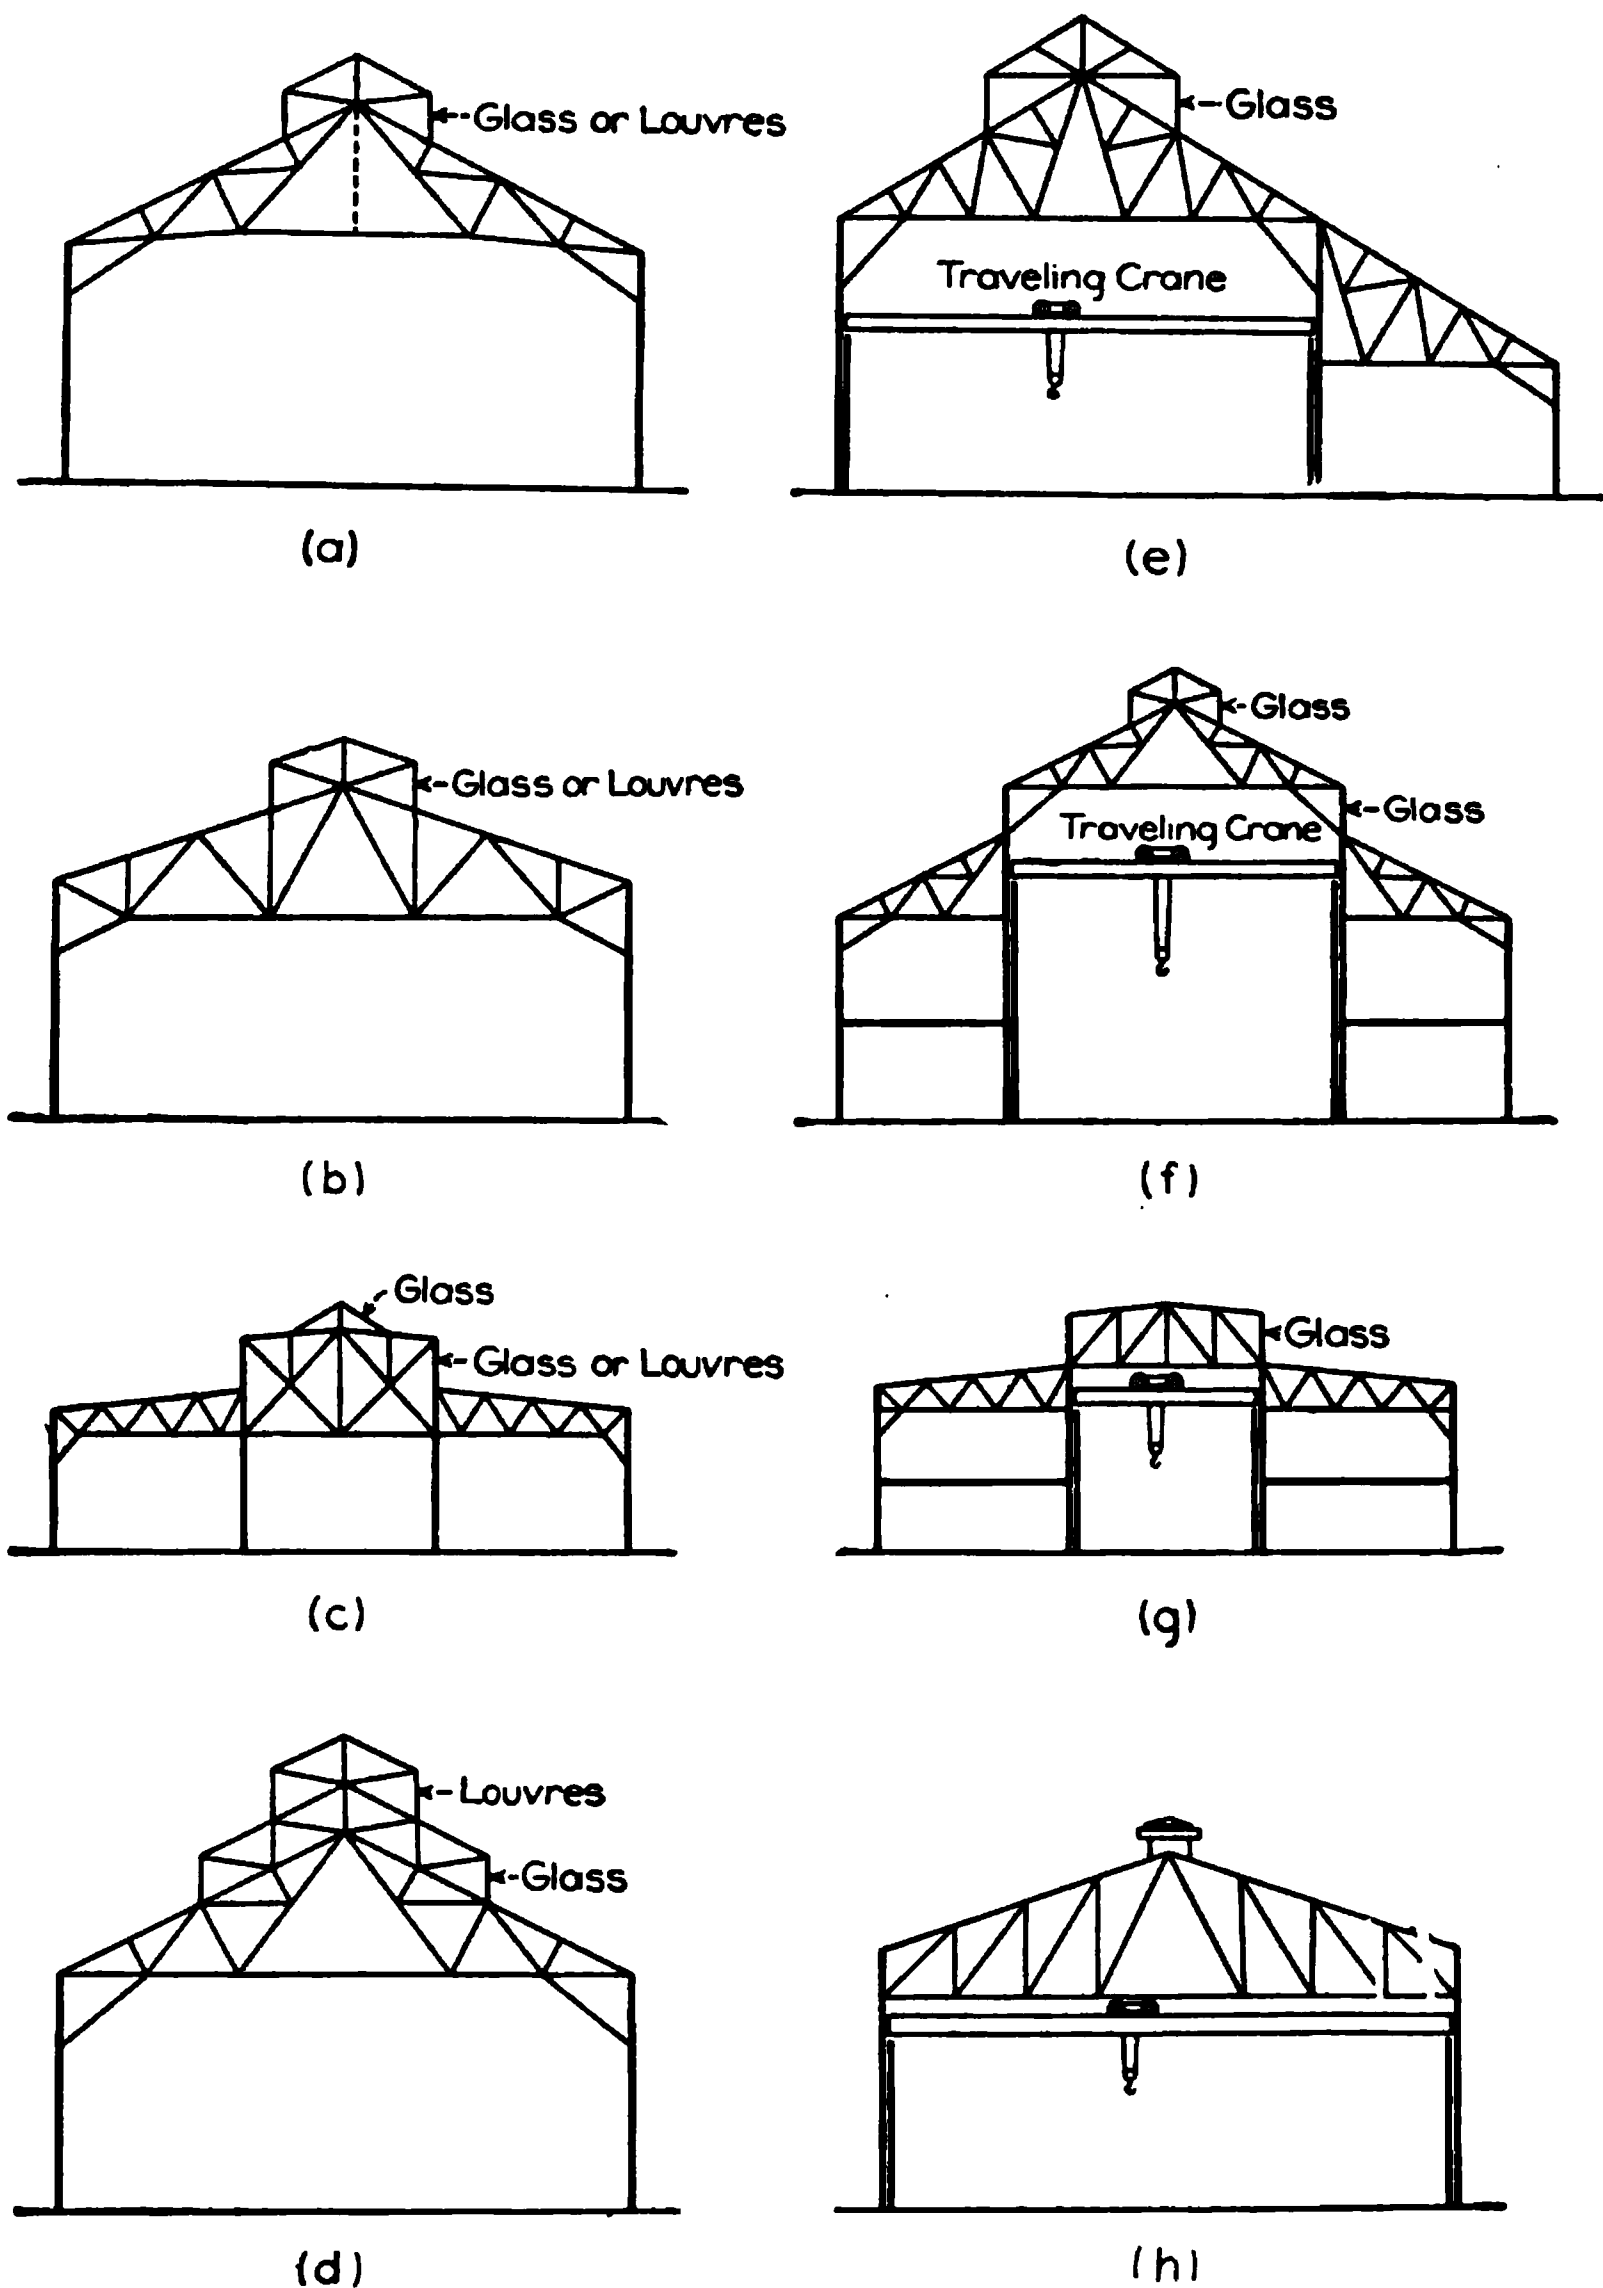 Glass or Louvres
(a)
Glass
Traveling Crane
(e)
Glass or Louvres
(b)
Glass
Glass
Traveling Crane
(f)
Glass
Glass or Louvres
(c)
Glass
(g)
Louvres
Glass
(d)
(h)